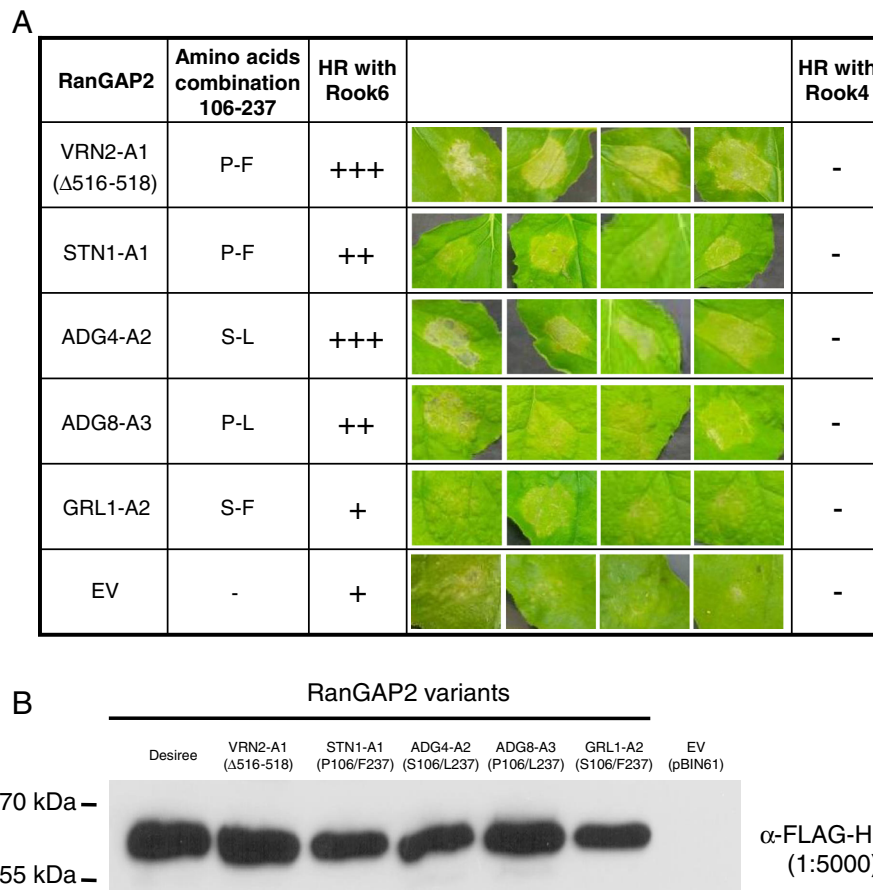 A
RanGAP2
Amino acids combination 106-237
HR with Rook6
HR with Rook4
VRN2-A1 (Δ516-518)
P-F
+++
-
STN1-A1
P-F
++
-
ADG4-A2
S-L
+++
-
ADG8-A3
P-L
++
-
GRL1-A2
S-F
+
-
EV
-
+
-
B
RanGAP2 variants
Desiree
VRN2-A1 (Δ516-518)
STN1-A1 (P106/F237)
ADG4-A2 (S106/L237)
ADG8-A3 (P106/L237)
GRL1-A2 (S106/F237)
EV (pBIN61)
70 kDa
55 kDa
α-FLAG-H
(1:5000)